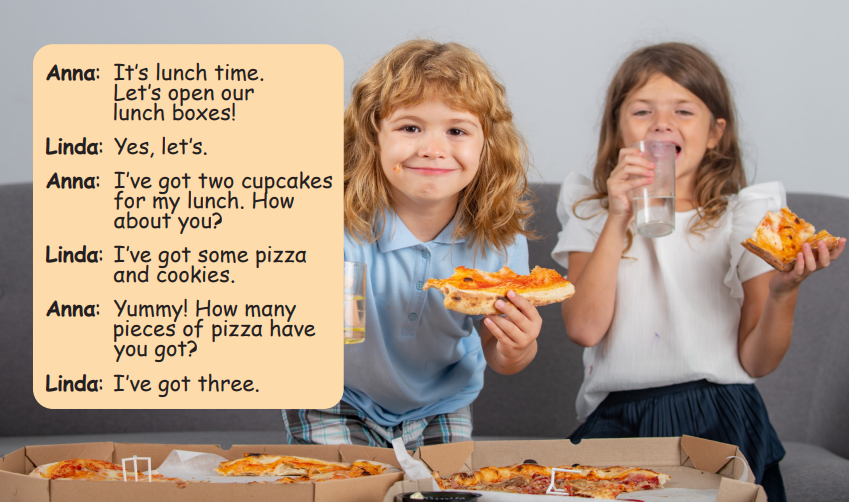 Anna: It's lunch time.
Let's open our
lunch boxes!
Linda: Yes, let's.
Anna: I've got two cupcakes
for my lunch. How
about you?
Linda: I've got some pizza
and cookies.
Anna: Yummy! How many
pieces of pizza have
you got?
Linda: I've got three.